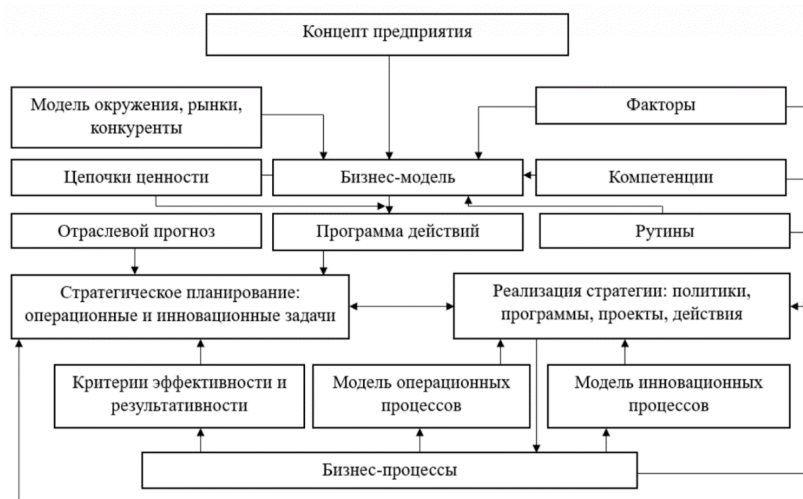 Концепт предприятия
Модель окружения, рынки,
конкуренты
Факторы
Цепочки ценности
Бизнес-модель
Компетенции
Отраслевой прогноз
Программа действий
Рутины
Стратегическое планирование:
операционные и инновационные задачи
Реализация стратегии: политики,
программы, проекты, действия
Критерии эффективности и
результативности
Модель операционных
процессов
Модель инновационных
процессов
Бизнес-процессы